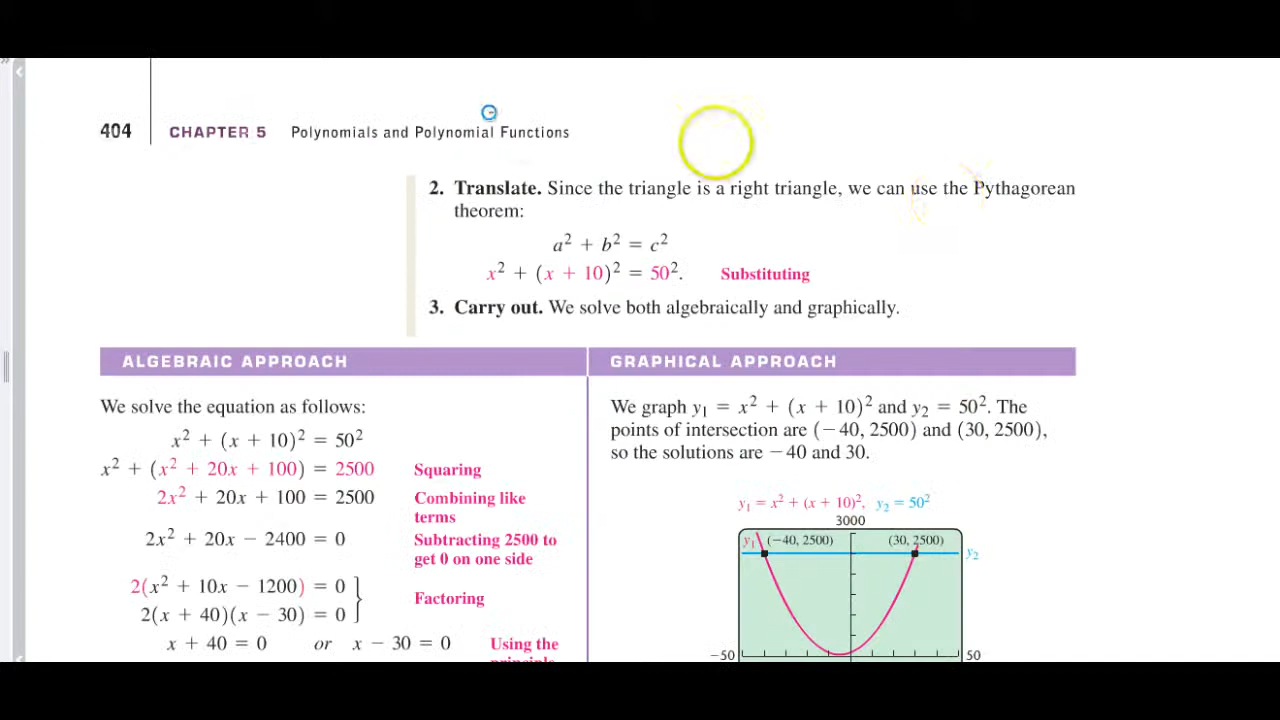 404 CHAPTER 5 Polynomials and Polynomial Functions
2. Translate. Since the triangle is a right triangle, we can use the Pythagorean
theorem:
a² + b² = c²
x² + (x + 10)² = 50². Substituting
3. Carry out. We solve both algebraically and graphically.
ALGEBRAIC APPROACH
We solve the equation as follows:
x² + (x + 10)² = 50²
x² + (x² + 20x + 100) = 2500 Squaring
2x² + 20x + 100 = 2500 Combining like
terms
2x² + 20x − 2400 = 0 Subtracting 2500 to
get 0 on one side
2(x² + 10x − 1200) = 0
2(x + 40)(x − 30) = 0 } Factoring
x + 40 = 0 or x − 30 = 0 Using the
principle
GRAPHICAL APPROACH
We graph y₁ = x² + (x + 10)² and y₂ = 50². The
points of intersection are (−40, 2500) and (30, 2500),
so the solutions are −40 and 30.
y₁ = x² + (x + 10)², y₂ = 50²
3000
y₁ (−40, 2500) (30, 2500)
y₂
−50 50